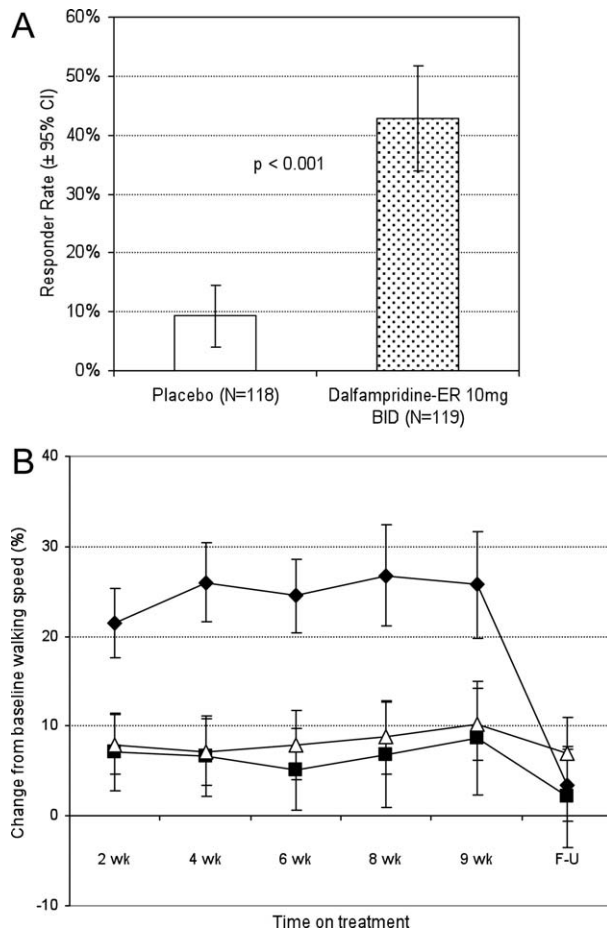 A
60%
50%
40%
30%
20%
10%
0%
Responder Rate (± 95% CI)
p < 0.001
Placebo (N=118)
Dalfampridine-ER 10mg
BID (N=119)
B
40
30
20
10
0
-10
Change from baseline walking speed (%)
2 wk
4 wk
6 wk
8 wk
9 wk
F-U
Time on treatment